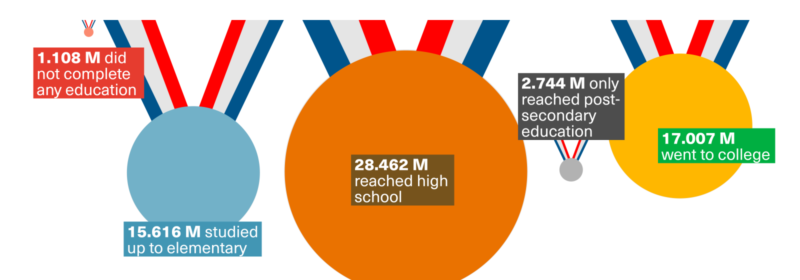 1.108 M did
not complete
any education
15.616 M studied
up to elementary
28.462 M
reached high
school
2.744 M only
reached post-
secondary
education
17.007 M
went to college